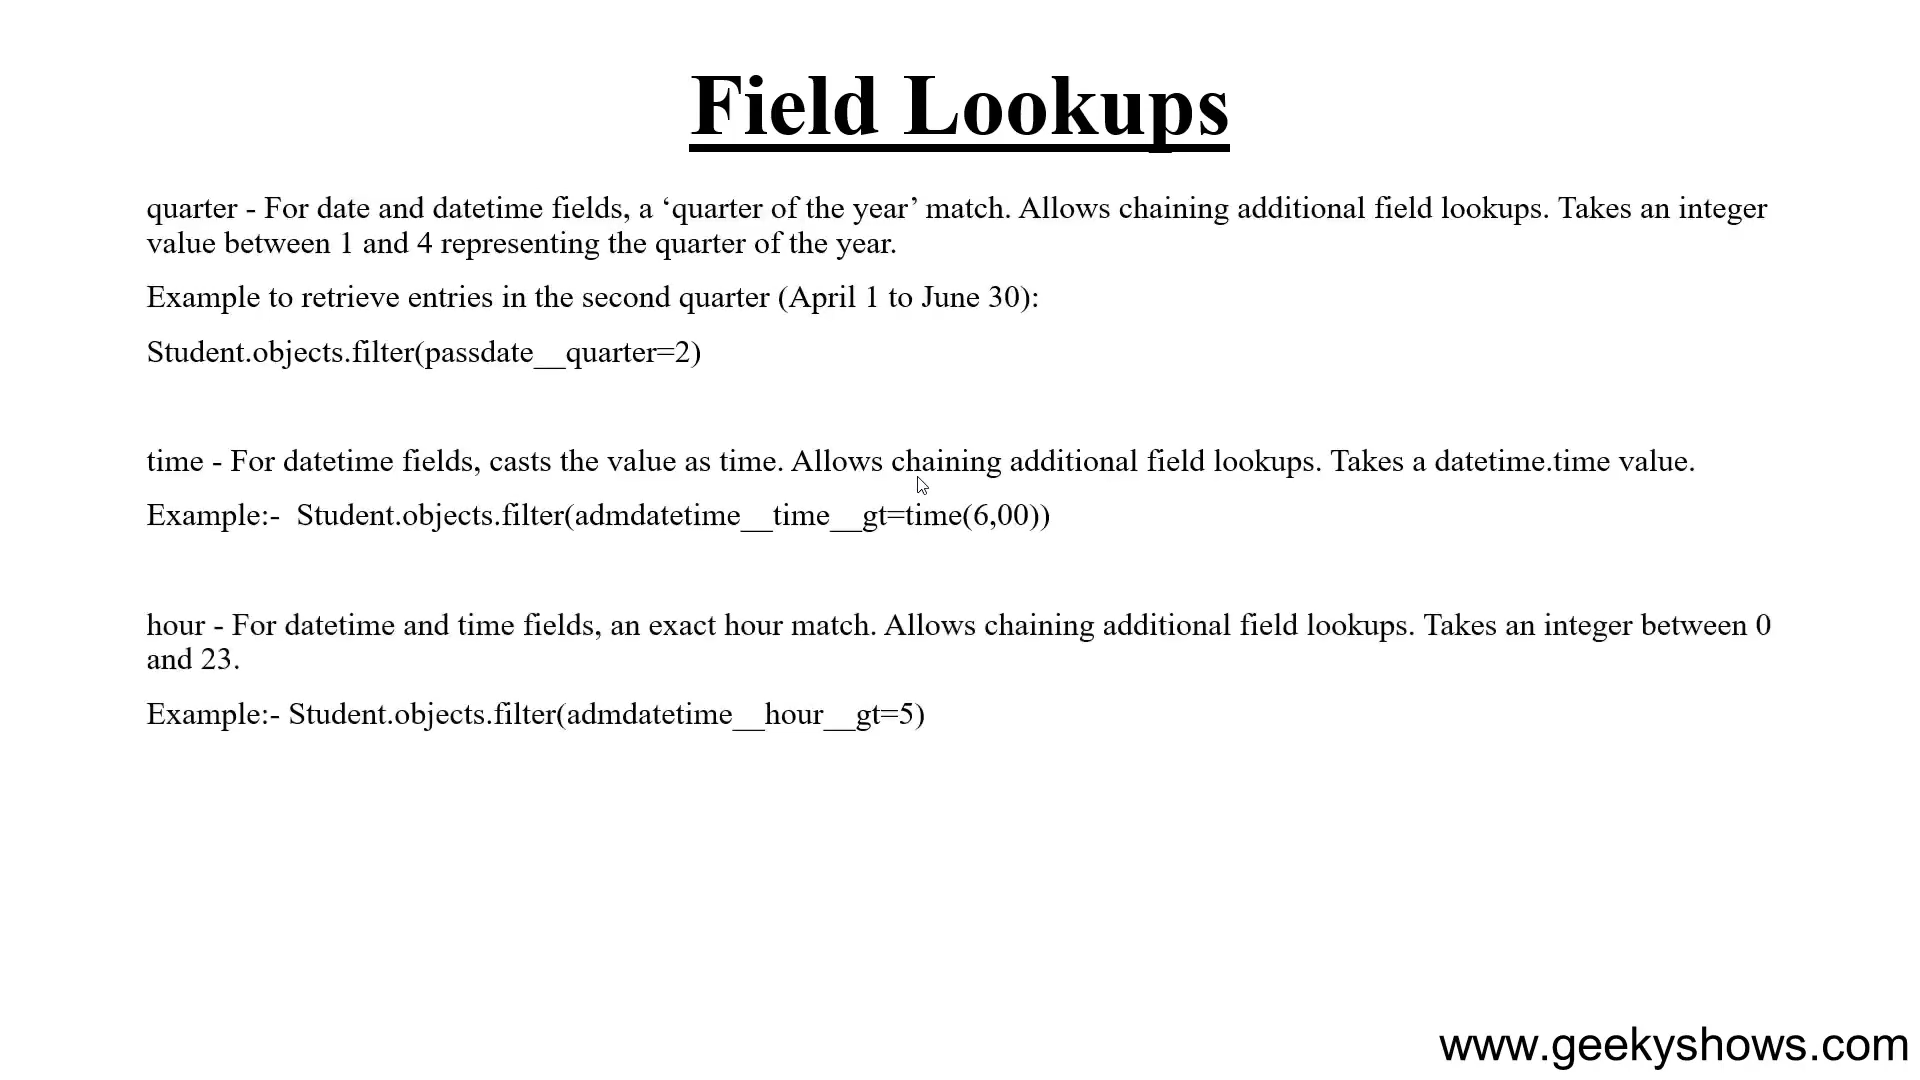 Field Lookups
quarter - For date and datetime fields, a ‘quarter of the year’ match. Allows chaining additional field lookups. Takes an integer
value between 1 and 4 representing the quarter of the year.
Example to retrieve entries in the second quarter (April 1 to June 30):
Student.objects.filter(passdate__quarter=2)
time - For datetime fields, casts the value as time. Allows chaining additional field lookups. Takes a datetime.time value.
Example:-  Student.objects.filter(admdatetime__time__gt=time(6,00))
hour - For datetime and time fields, an exact hour match. Allows chaining additional field lookups. Takes an integer between 0
and 23.
Example:- Student.objects.filter(admdatetime__hour__gt=5)
www.geekyshows.com